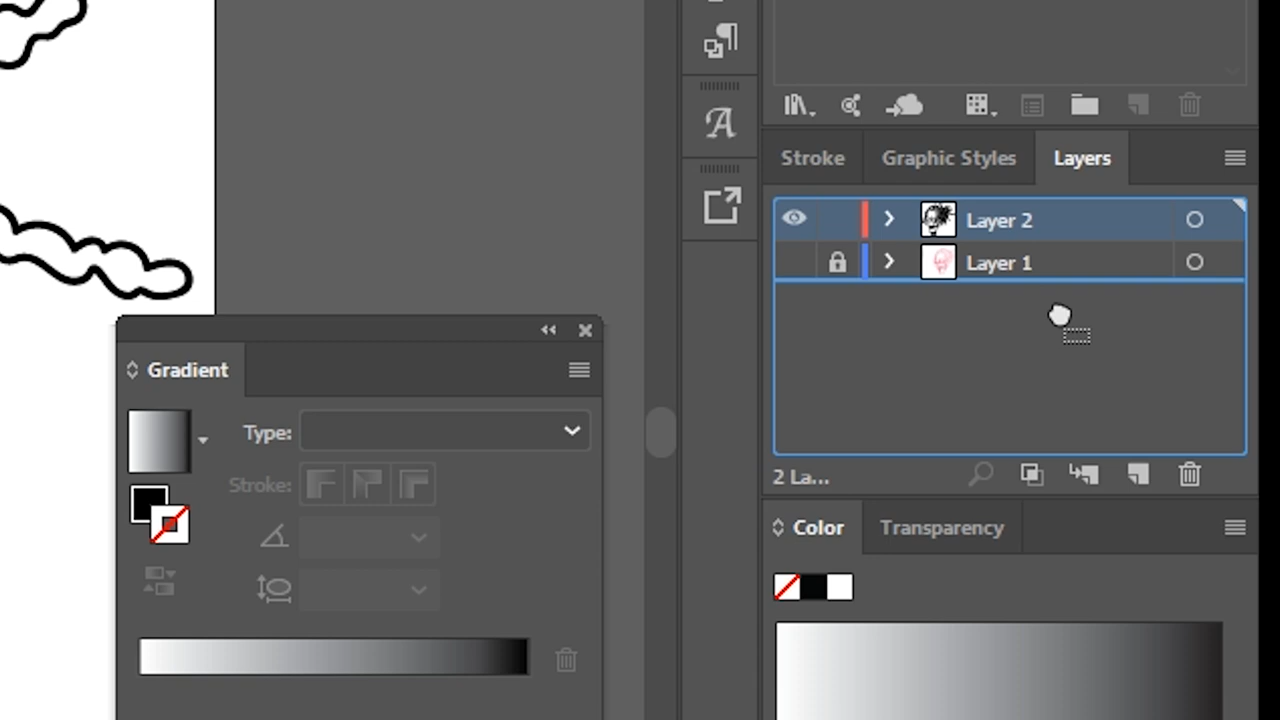 Stroke Graphic Styles Layers
Layer 2
Layer 1
2 La...
Gradient
Type:
Stroke:
Color Transparency